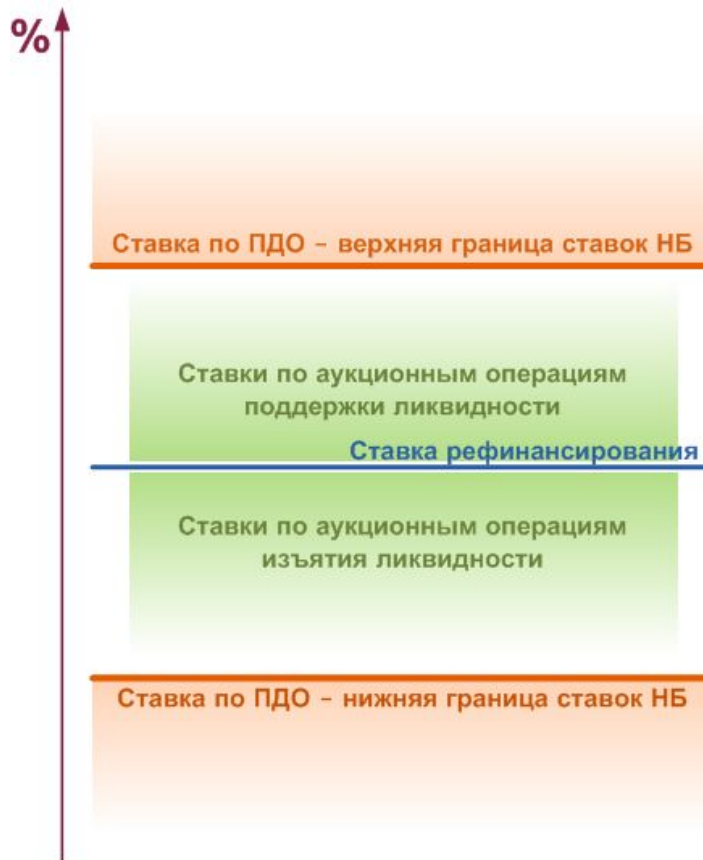 %
Ставка по ПДО – верхняя граница ставок НБ
Ставки по аукционным операциям
поддержки ликвидности
Ставка рефинансирования
Ставки по аукционным операциям
изъятия ликвидности
Ставка по ПДО – нижняя граница ставок НБ